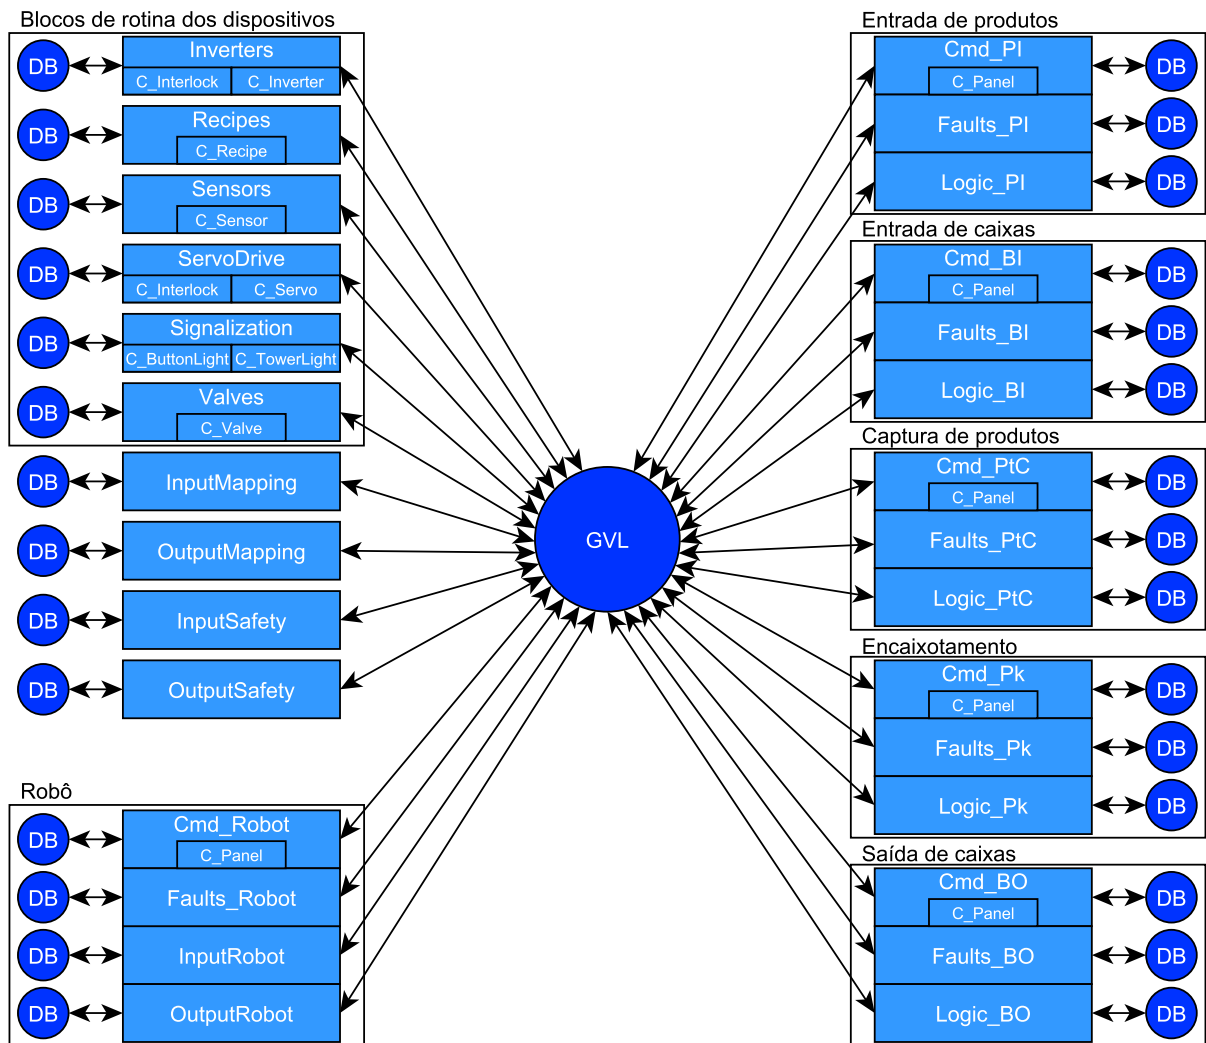 Blocos de rotina dos dispositivos
DB
Inverters
C_Interlock
C_Inverter
DB
Recipes
C_Recipe
DB
Sensors
C_Sensor
DB
ServoDrive
C_Interlock
C_Servo
DB
Signalization
C_ButtonLight
C_TowerLight
DB
Valves
C_Valve
DB
InputMapping
DB
OutputMapping
DB
InputSafety
DB
OutputSafety
Robô
DB
Cmd_Robot
C_Panel
DB
Faults_Robot
DB
InputRobot
DB
OutputRobot
GVL
Entrada de produtos
Cmd_PI
C_Panel
DB
Faults_PI
DB
Logic_PI
DB
Entrada de caixas
Cmd_BI
C_Panel
DB
Faults_BI
DB
Logic_BI
DB
Captura de produtos
Cmd_PtC
C_Panel
DB
Faults_PtC
DB
Logic_PtC
DB
Encaixotamento
Cmd_Pk
C_Panel
DB
Faults_Pk
DB
Logic_Pk
DB
Saída de caixas
Cmd_BO
C_Panel
DB
Faults_BO
DB
Logic_BO
DB